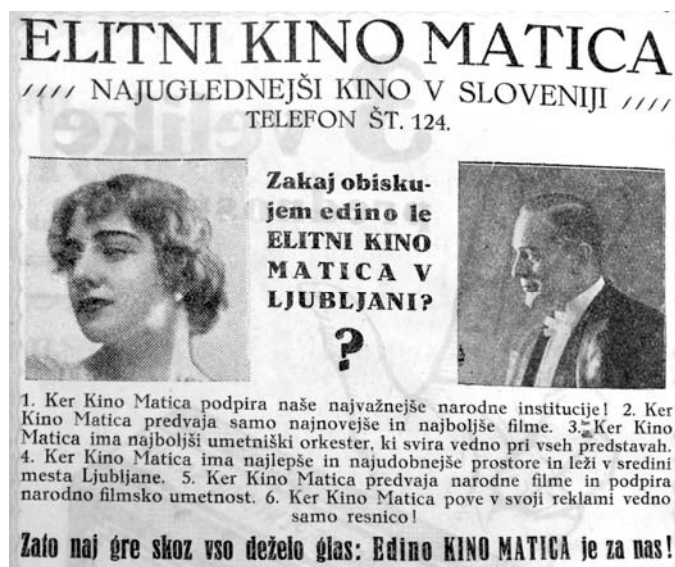 ELITNI KINO MATICA
//// NAJUGLEDNEJŠI KINO V SLOVENIJI ////
TELEFON ŠT. 124.
Zakaj obisku-
jem edino le
ELITNI KINO
MATICA V
LJUBLJANI?
?
1. Ker Kino Matica podpira naše najvažnejše narodne institucije! 2. Ker
Kino Matica predvaja samo najnovejše in najboljše filme. 3. Ker Kino
Matica ima najboljši umetniški orkester, ki svira vedno pri vseh predstavah.
4. Ker Kino Matica ima najlepše in najudobnejše prostore in leži v sredini
mesta Ljubljane. 5. Ker Kino Matica predvaja narodne filme in podpira
narodno filmsko umetnost. 6. Ker Kino Matica pove v svoji reklami vedno
samo resnico!
Zato naj gre skoz vso deželo glas: Edino KINO MATICA je za nas!